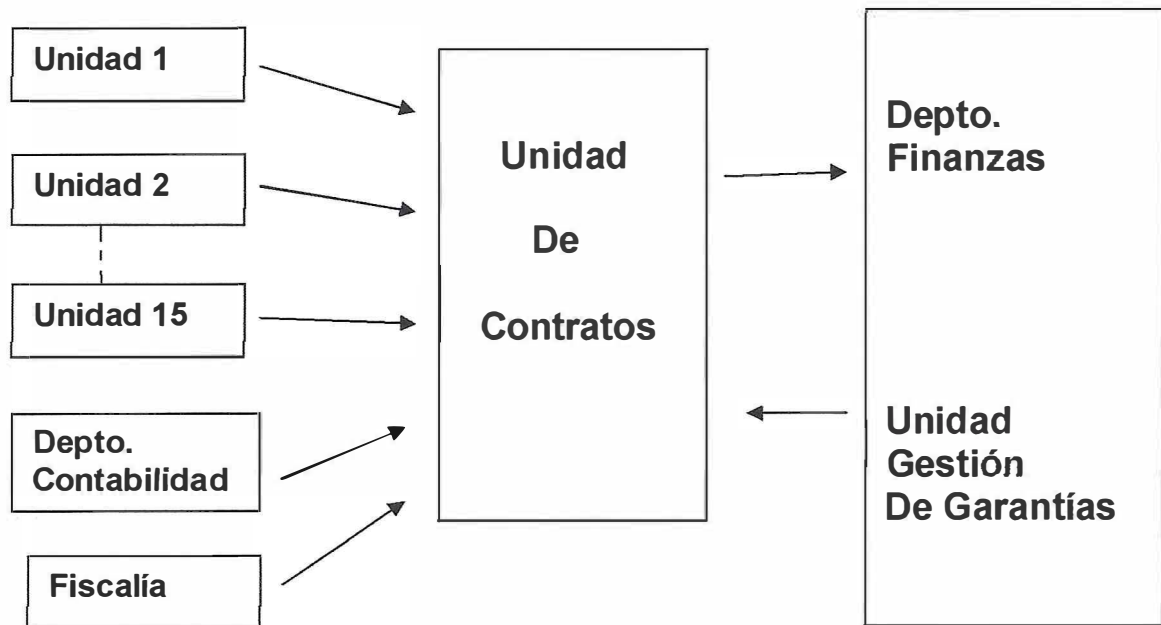 Unidad 1
Unidad 2
Unidad 15
Depto.
Contabilidad
Fiscalía
Unidad
De
Contratos
Depto.
Finanzas
Unidad
Gestión
De Garantías